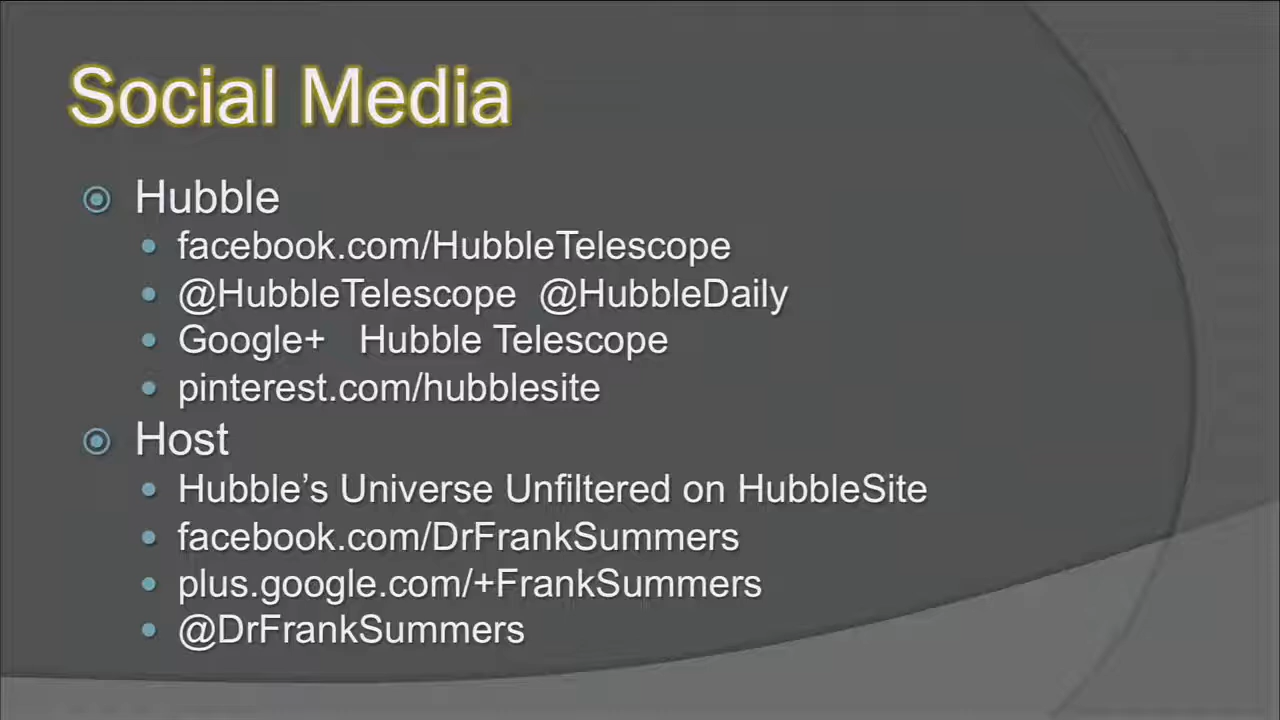 Social Media
Hubble
facebook.com/HubbleTelescope
@HubbleTelescope @HubbleDaily
Google+ Hubble Telescope
pinterest.com/hubblesite
Host
Hubble’s Universe Unfiltered on HubbleSite
facebook.com/DrFrankSummers
plus.google.com/+FrankSummers
@DrFrankSummers